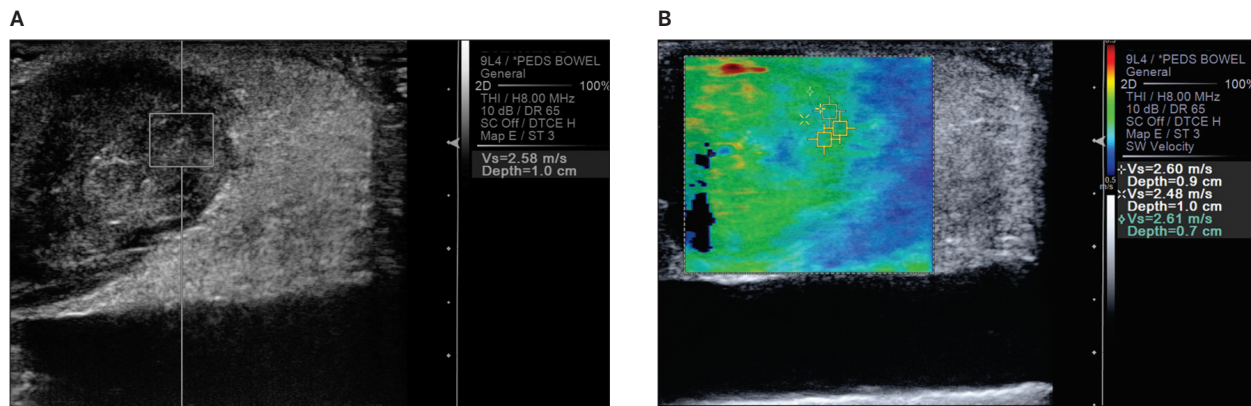 A
9L4 / *PEDS BOWEL
General
2D 100%
THI / H8.00 MHz
10 dB / DR 65
SC Off / DTCE H
Map E / ST 3
Vs=2.58 m/s
Depth=1.0 cm
B
9L4 / *PEDS BOWEL
General
2D 100%
THI / H8.00 MHz
10 dB / DR 65
SC Off / DTCE H
Map E / ST 3
SW Velocity
0.5
m/s
Vs=2.60 m/s
Depth=0.9 cm
Vs=2.48 m/s
Depth=1.0 cm
Vs=2.61 m/s
Depth=0.7 cm